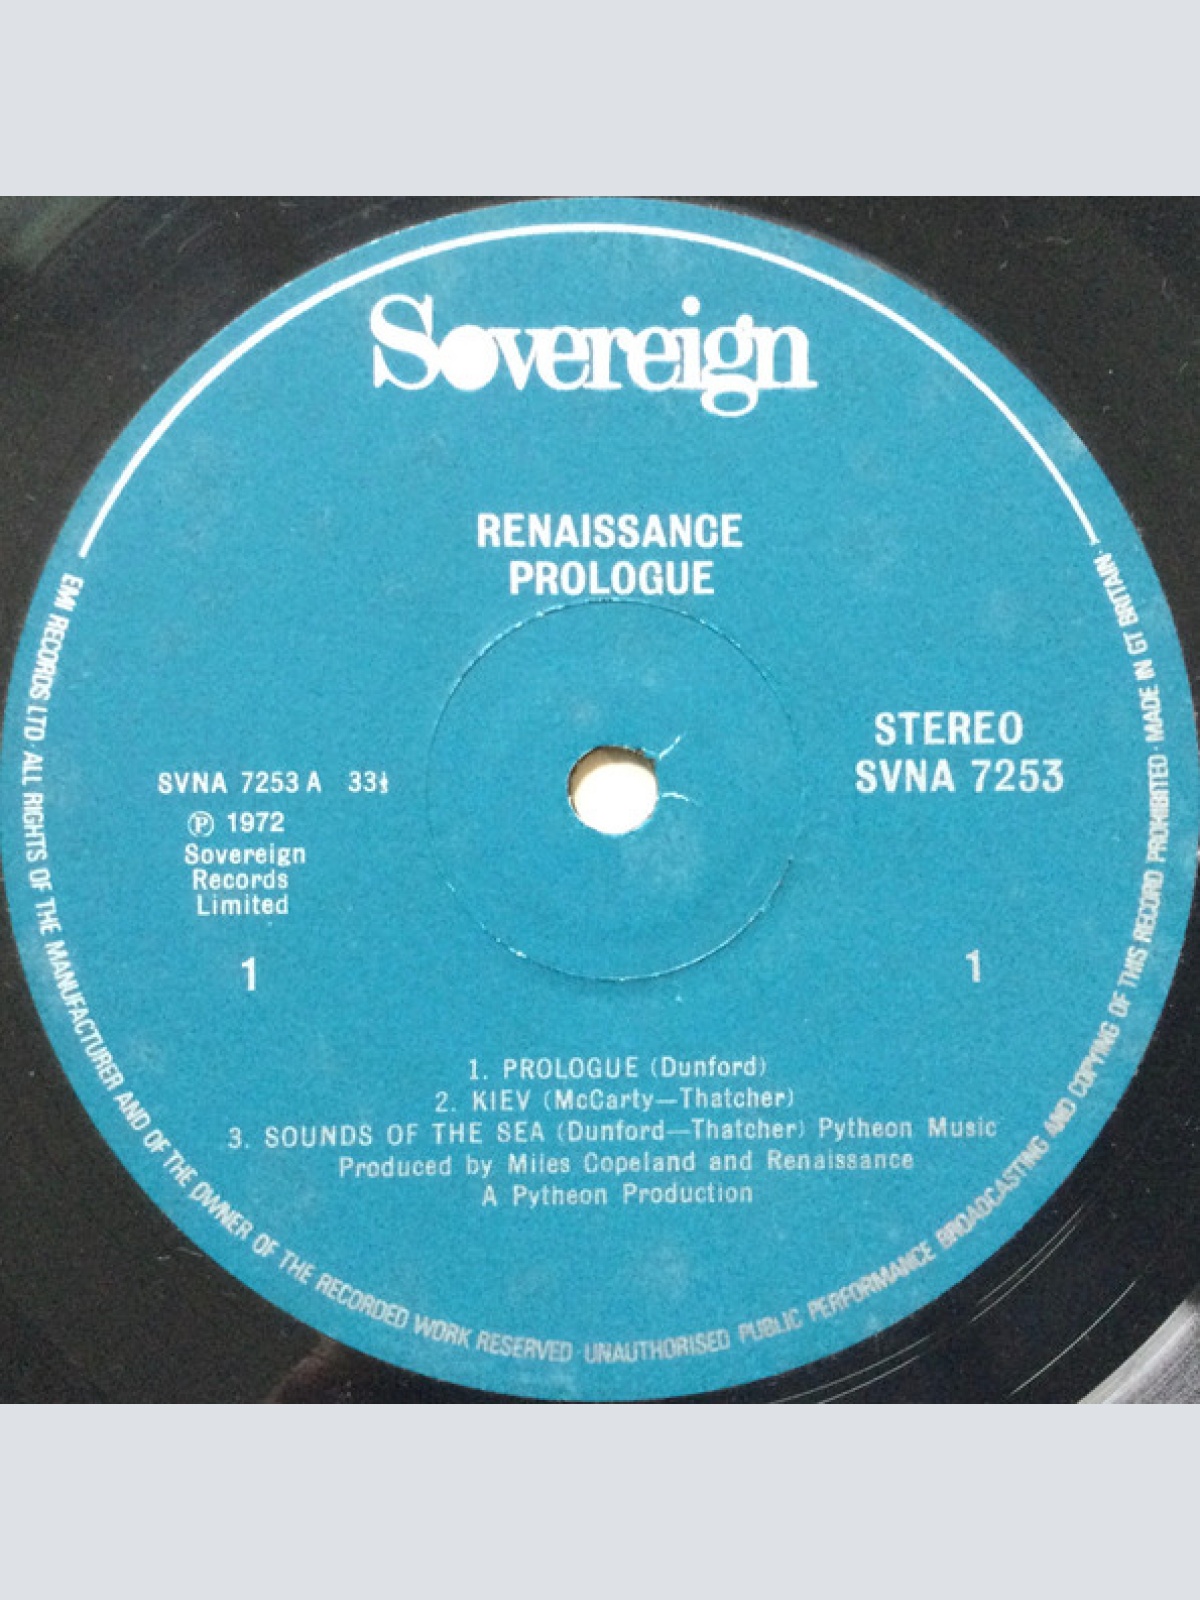 Sovereign
RENAISSANCE
PROLOGUE
STEREO
SVNA 7253
SVNA 7253 A 33⅓
Ⓟ 1972
Sovereign
Records
Limited
1
1
1. PROLOGUE (Dunford)
2. KIEV (McCarty—Thatcher)
3. SOUNDS OF THE SEA (Dunford—Thatcher) Pytheon Music
Produced by Miles Copeland and Renaissance
A Pytheon Production
EMI RECORDS LTD · ALL RIGHTS OF THE MANUFACTURER AND OF THE OWNER OF THE RECORDED WORK RESERVED · UNAUTHORISED PUBLIC PERFORMANCE BROADCASTING AND COPYING OF THIS RECORD PROHIBITED · MADE IN GT BRITAIN ·